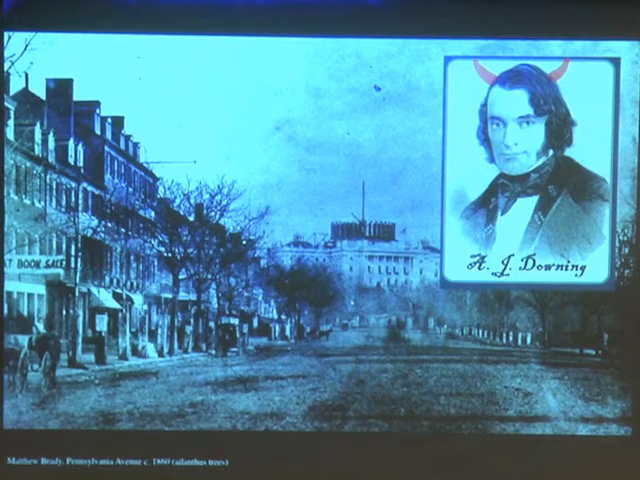 AT BOOK SALE
A. J. Downing
Matthew Brady, Pennsylvania Avenue c. 1860 (ailanthus trees)